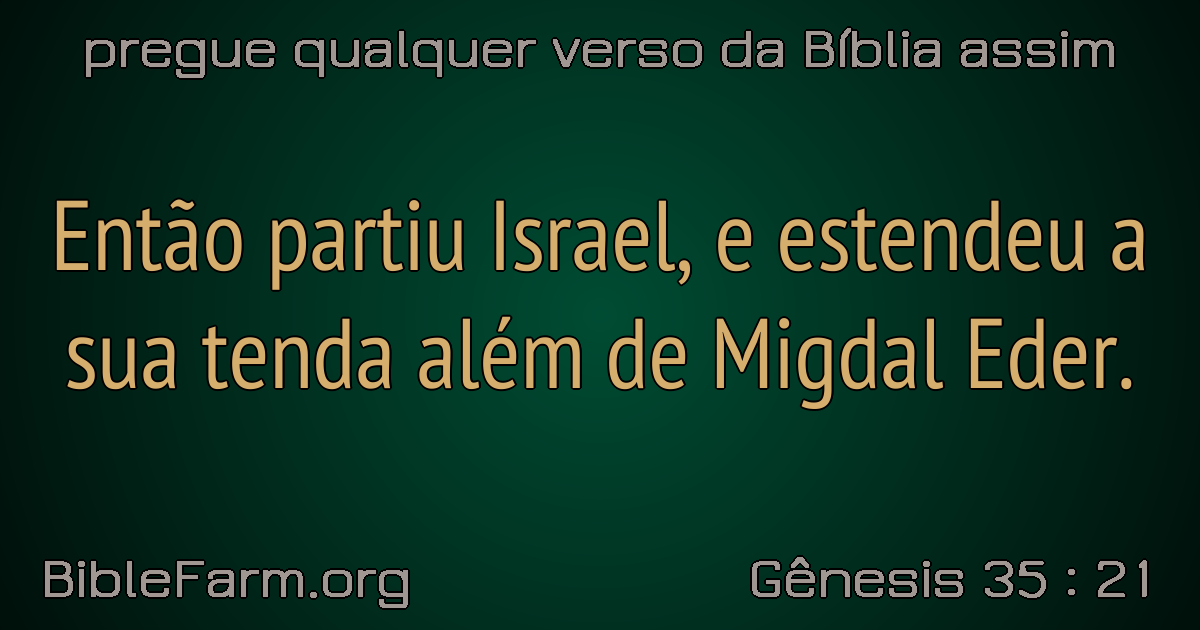 pregue qualquer verso da Bíblia assim
Então partiu Israel, e estendeu a
sua tenda além de Migdal Eder.
BibleFarm.org
Gênesis 35 : 21